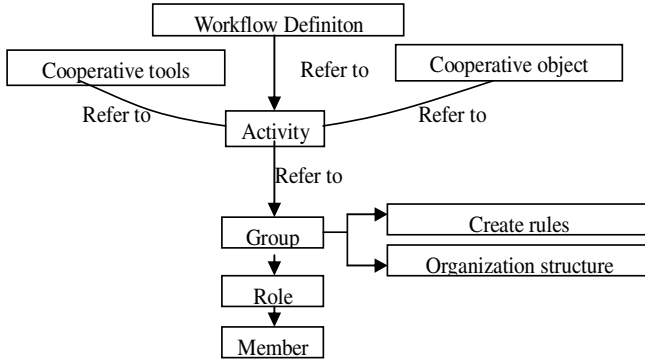 Workflow Definiton
Cooperative tools
Refer to
Cooperative object
Refer to
Refer to
Activity
Refer to
Group
Create rules
Organization structure
Role
Member